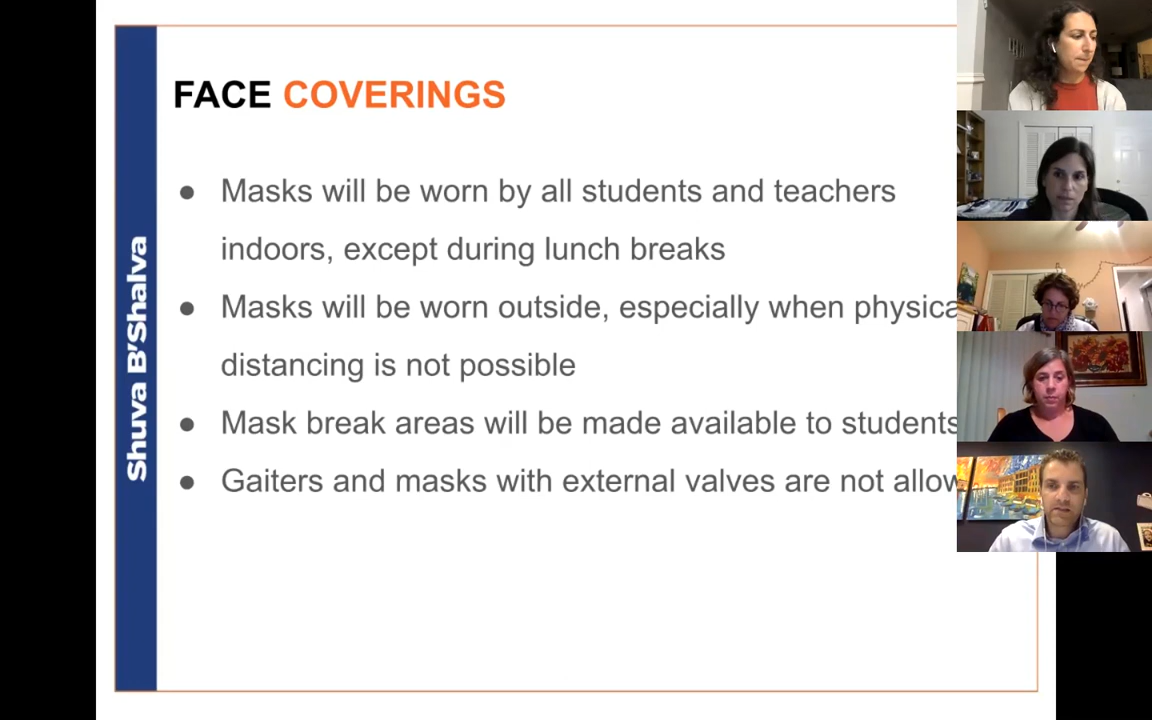 FACE COVERINGS
● Masks will be worn by all students and teachers
indoors, except during lunch breaks
● Masks will be worn outside, especially when physica
distancing is not possible
● Mask break areas will be made available to students
● Gaiters and masks with external valves are not allow
Shuva B'Shalva